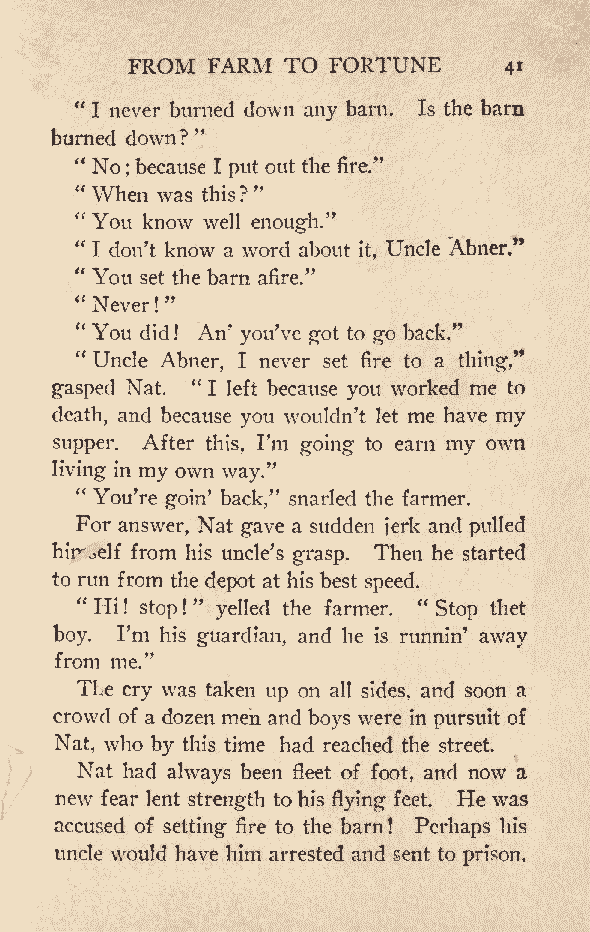 FROM FARM TO FORTUNE 41
"I never burned down any barn. Is the barn
burned down?"
"No; because I put out the fire."
"When was this?"
"You know well enough."
"I don't know a word about it, Uncle Abner."
"You set the barn afire."
"Never!"
"You did! An' you've got to go back."
"Uncle Abner, I never set fire to a thing,"
gasped Nat. "I left because you worked me to
death, and because you wouldn't let me have my
supper. After this, I'm going to earn my own
living in my own way."
"You're goin' back," snarled the farmer.
For answer, Nat gave a sudden jerk and pulled
himself from his uncle's grasp. Then he started
to run from the depot at his best speed.
"Hi! stop!" yelled the farmer. "Stop thet
boy. I'm his guardian, and he is runnin' away
from me."
The cry was taken up on all sides, and soon a
crowd of a dozen men and boys were in pursuit of
Nat, who by this time had reached the street.
Nat had always been fleet of foot, and now a
new fear lent strength to his flying feet. He was
accused of setting fire to the barn! Perhaps his
uncle would have him arrested and sent to prison.